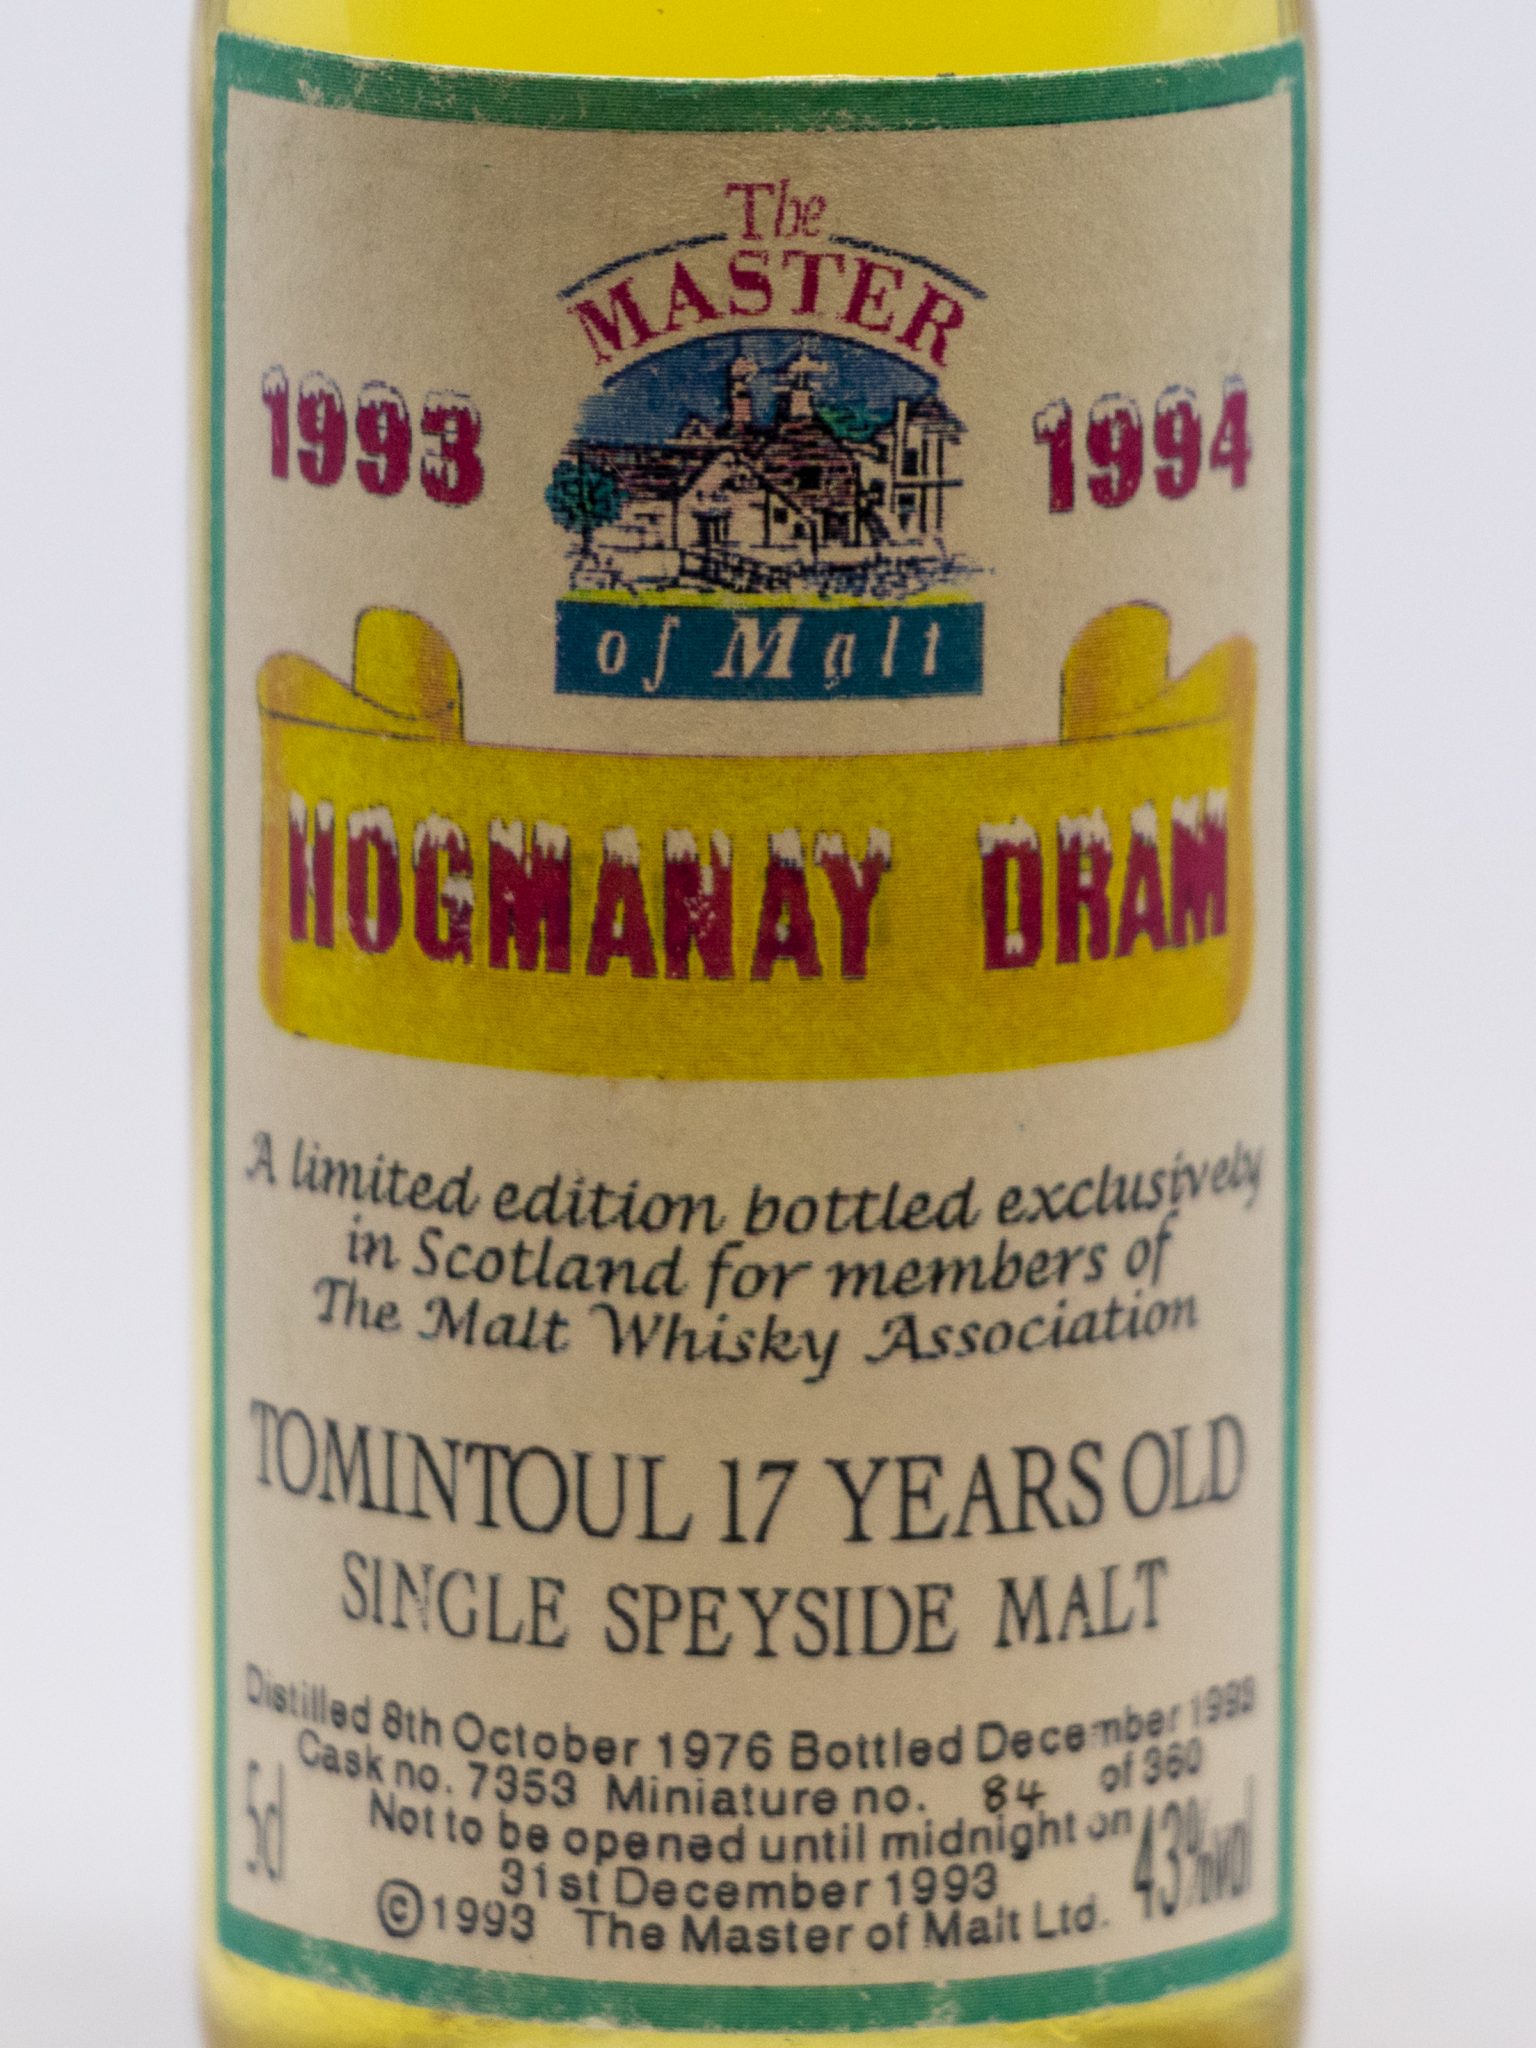 The
MASTER
1993 1994
of Malt
HOGMANAY DRAM
A limited edition bottled exclusively
in Scotland for members of
The Malt Whisky Association
TOMINTOUL 17 YEARS OLD
SINGLE SPEYSIDE MALT
Distilled 8th October 1976 Bottled December 1993
Cask no. 7353 Miniature no. 84 of 360
Not to be opened until midnight on
31st December 1993
5cl 43%vol
©1993 The Master of Malt Ltd.